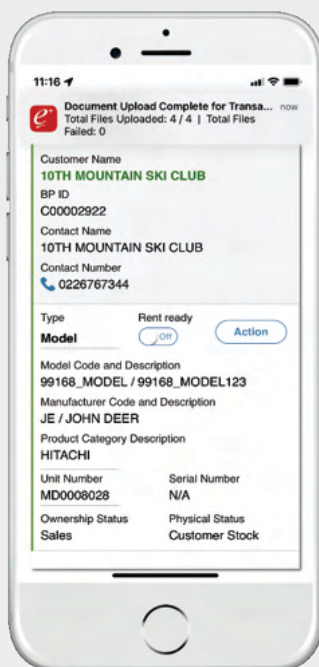 11:16
Document Upload Complete for Transa... now
Total Files Uploaded: 4 / 4 | Total Files
Failed: 0
Customer Name
10TH MOUNTAIN SKI CLUB
BP ID
C00002922
Contact Name
10TH MOUNTAIN SKI CLUB
Contact Number
0226767344
Type Rent ready
Model Off Action
Model Code and Description
99168_MODEL / 99168_MODEL123
Manufacturer Code and Description
JE / JOHN DEER
Product Category Description
HITACHI
Unit Number Serial Number
MD0008028 N/A
Ownership Status Physical Status
Sales Customer Stock